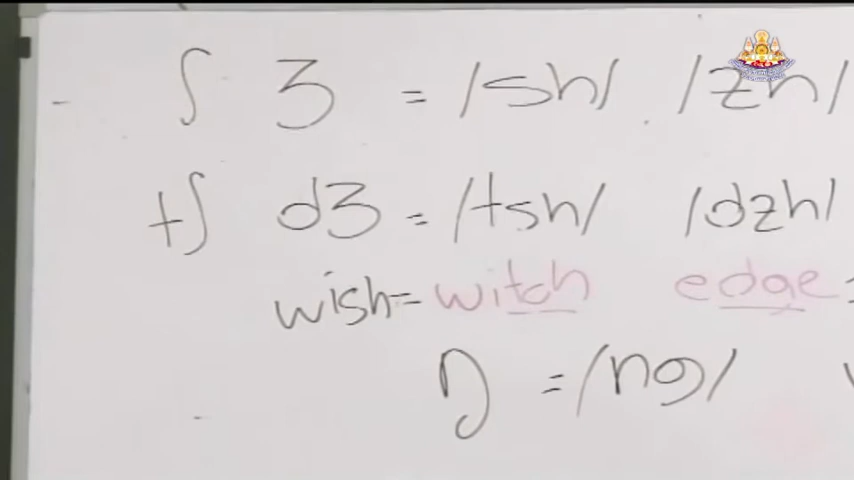 ʃ ʒ = /sh/ /zh/
tʃ dʒ = /tsh/ /dzh/
wish= witch edge =
ŋ = /ng/